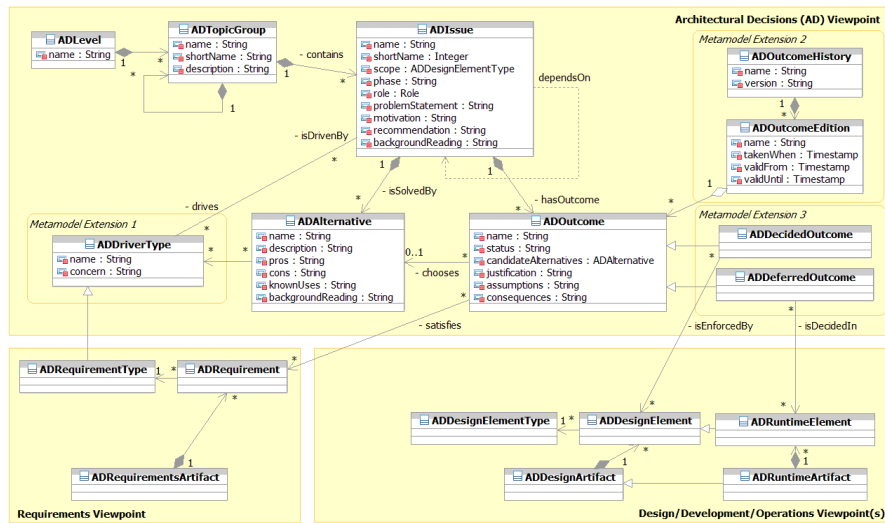 Architectural Decisions (AD) Viewpoint
ADLevel
name : String
1
*
ADTopicGroup
name : String
shortName : String
description : String
*
1
1
- contains
*
ADIssue
name : String
shortName : Integer
scope : ADDesignElementType
phase : String
role : Role
problemStatement : String
motivation : String
recommendation : String
backgroundReading : String
dependsOn
1
1
Metamodel Extension 2
ADOutcomeHistory
name : String
version : String
1
*
ADOutcomeEdition
name : String
takenWhen : Timestamp
validFrom : Timestamp
validUntil : Timestamp
1
*
- isDrivenBy
*
- drives
*
*
- isSolvedBy
*
- hasOutcome
*
Metamodel Extension 1
ADDriverType
name : String
concern : String
*
*
ADAlternative
name : String
description : String
pros : String
cons : String
knownUses : String
backgroundReading : String
0..1
*
- chooses
ADOutcome
name : String
status : String
candidateAlternatives : ADAlternative
justification : String
assumptions : String
consequences : String
*
- satisfies
*
Metamodel Extension 3
ADDecidedOutcome
*
ADDeferredOutcome
*
- isEnforcedBy
- isDecidedIn
*
*
ADRequirementType
1
*
ADRequirement
*
1
ADRequirementsArtifact
Requirements Viewpoint
ADDesignElementType
1
*
ADDesignElement
*
1
ADRuntimeElement
*
1
ADDesignArtifact
ADRuntimeArtifact
Design/Development/Operations Viewpoint(s)